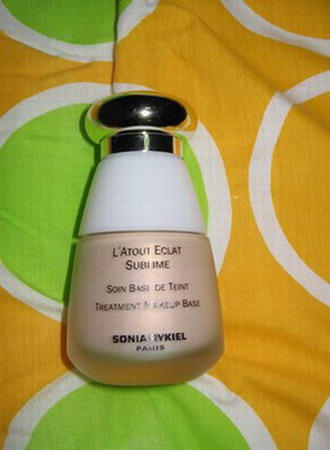 L'ATOUT ECLAT
SUBLIME
SOIN BASE DE TEINT
TREATMENT MAKEUP BASE
SONIA RYKIEL
PARIS